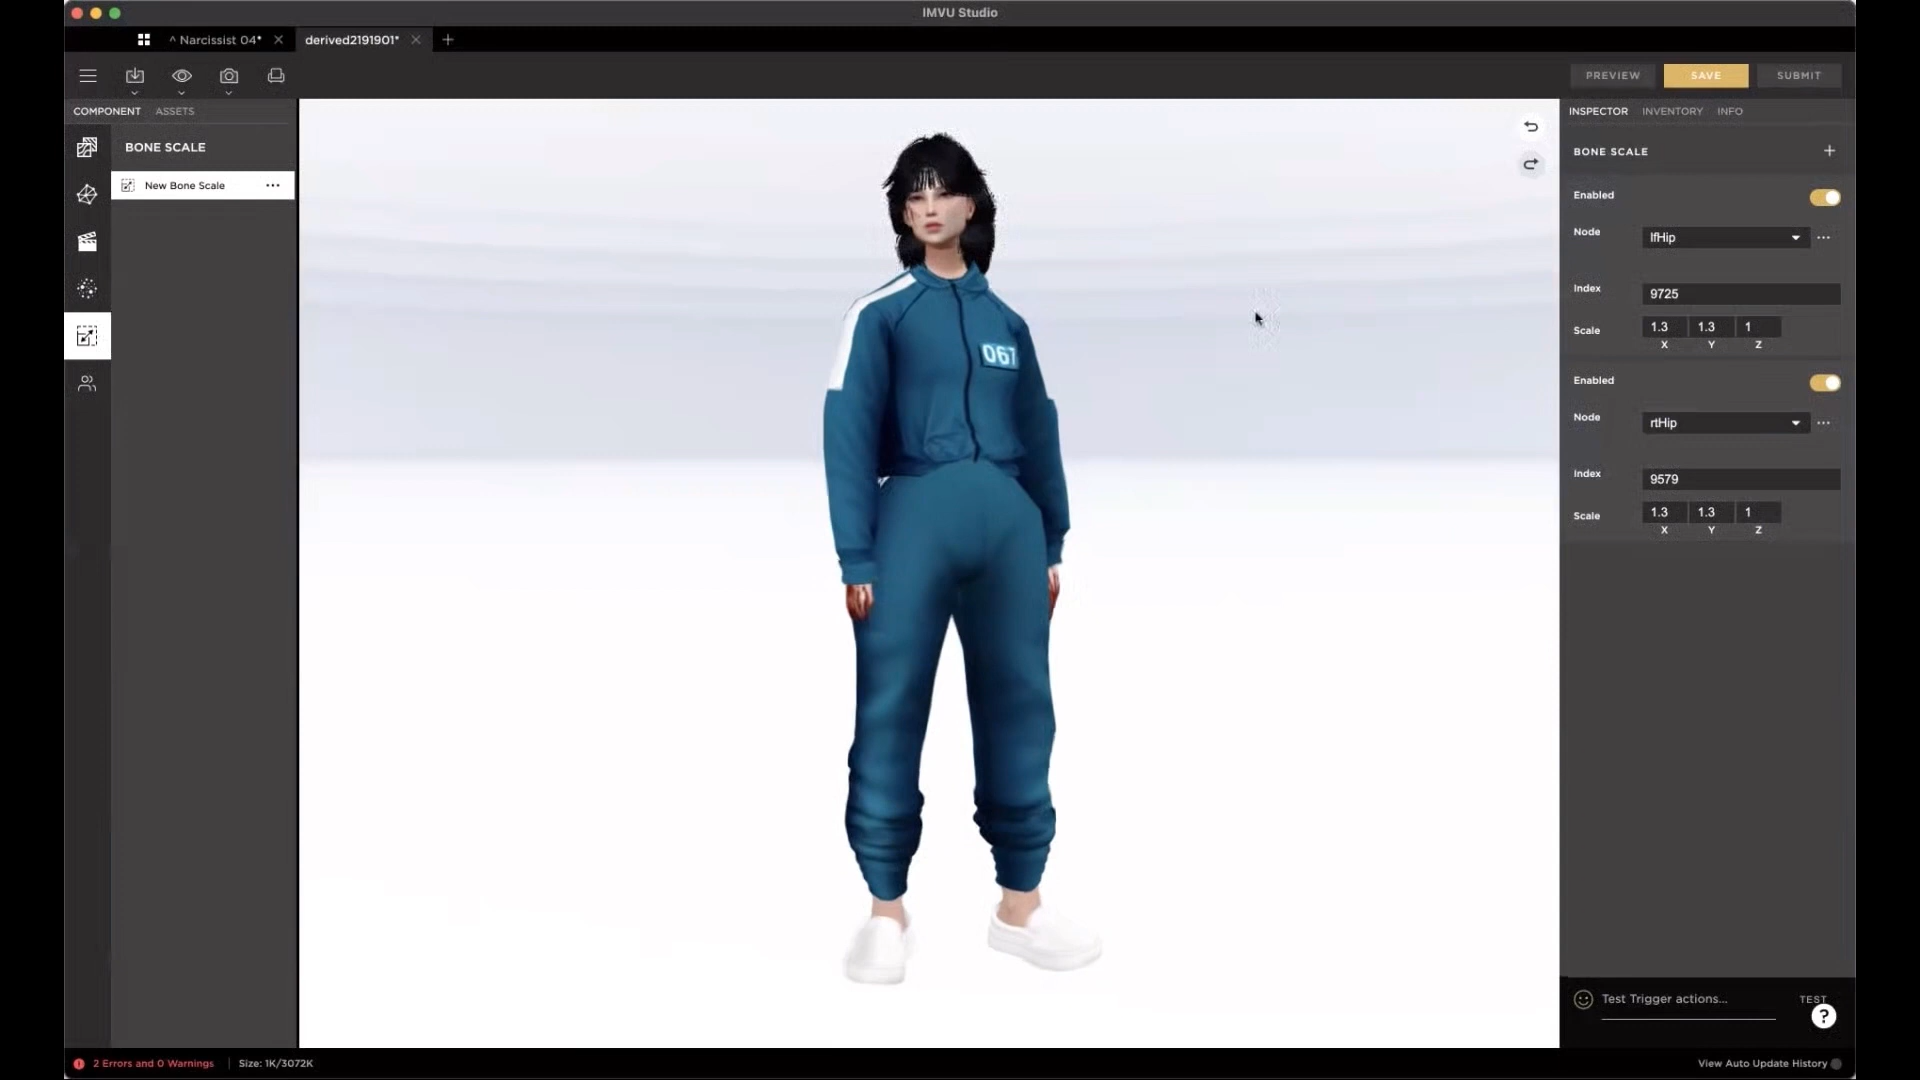 IMVU Studio
^ Narcissist 04*
derived2191901*
PREVIEW
SAVE
SUBMIT
COMPONENT
ASSETS
BONE SCALE
New Bone Scale
067
INSPECTOR
INVENTORY
INFO
BONE SCALE
Enabled
Node
lfHip
Index
9725
Scale
1.3 1.3 1
X Y Z
Enabled
Node
rtHip
Index
9579
Scale
1.3 1.3 1
X Y Z
Test Trigger actions...
TEST
?
2 Errors and 0 Warnings
Size: 1K/3072K
View Auto Update History